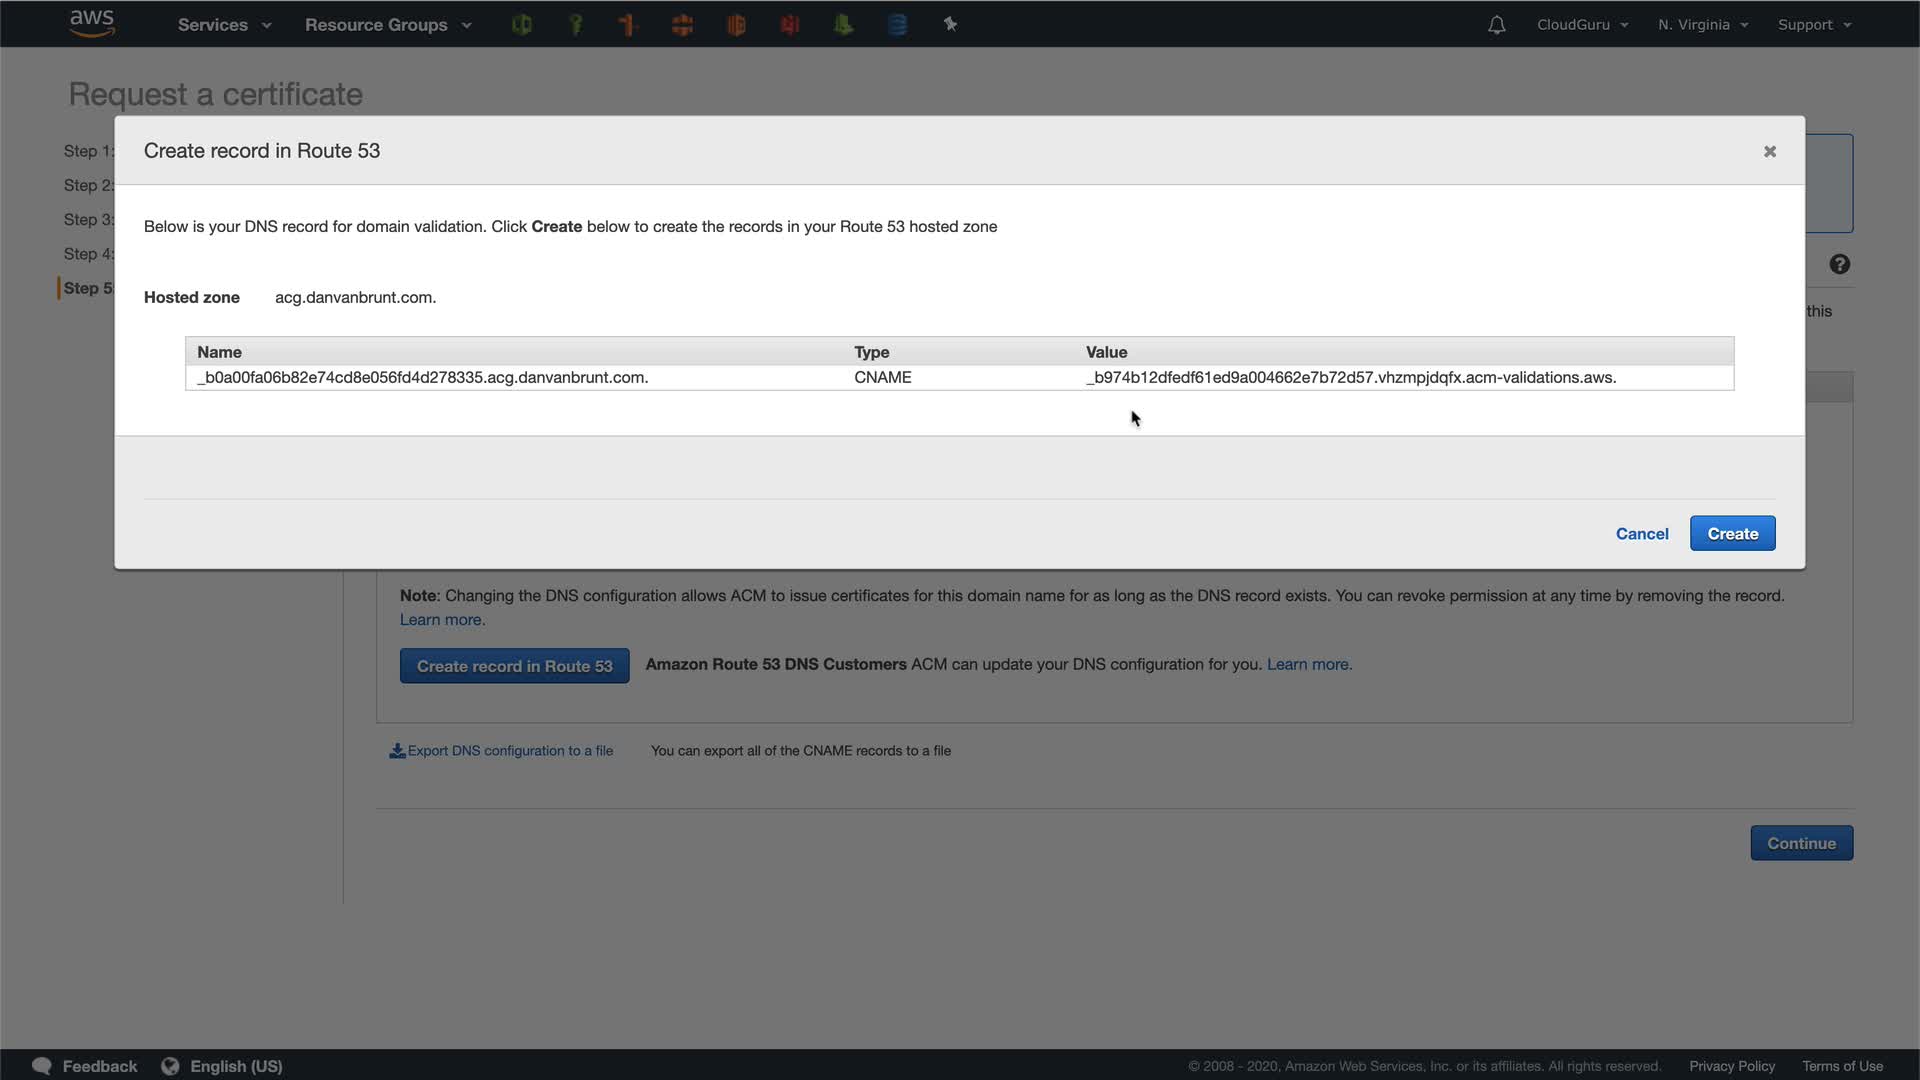 aws Services Resource Groups CloudGuru N. Virginia Support
Request a certificate
Create record in Route 53
Step 1:
Step 2:
Step 3:
Step 4:
Step 5:
Below is your DNS record for domain validation. Click Create below to create the records in your Route 53 hosted zone
Hosted zone acg.danvanbrunt.com.
this
Name Type Value
_b0a00fa06b82e74cd8e056fd4d278335.acg.danvanbrunt.com. CNAME _b974b12dfedf61ed9a004662e7b72d57.vhzmpjdqfx.acm-validations.aws.
Cancel Create
Note: Changing the DNS configuration allows ACM to issue certificates for this domain name for as long as the DNS record exists. You can revoke permission at any time by removing the record.
Learn more.
Create record in Route 53 Amazon Route 53 DNS Customers ACM can update your DNS configuration for you. Learn more.
Export DNS configuration to a file You can export all of the CNAME records to a file
Continue
Feedback English (US) © 2008 - 2020, Amazon Web Services, Inc. or its affiliates. All rights reserved. Privacy Policy Terms of Use